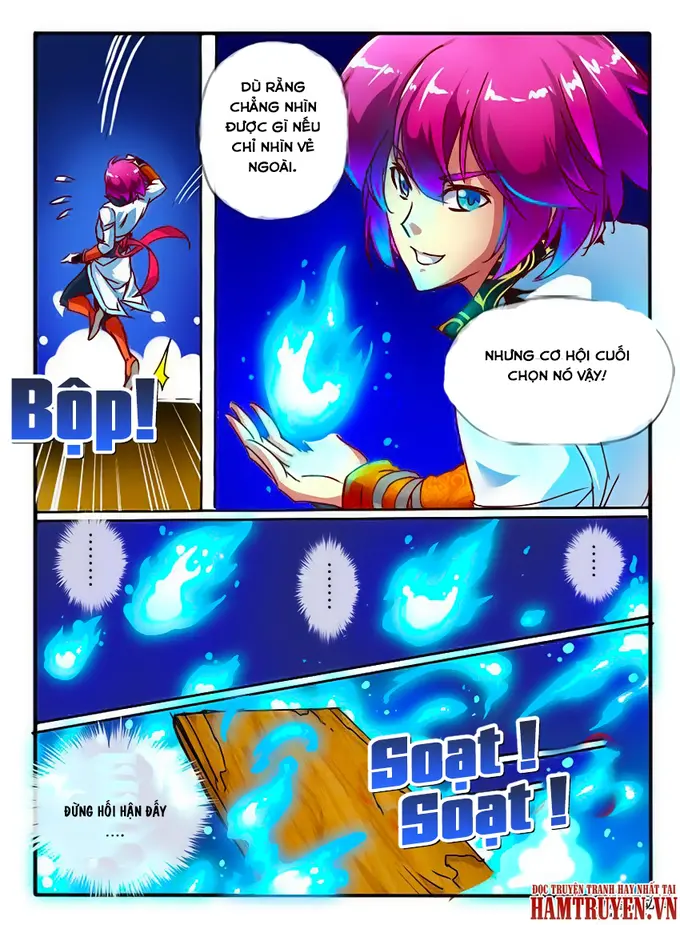 DÙ RẰNG
CHẲNG NHÌN
ĐƯỢC GÌ NẾU
CHỈ NHÌN VẺ
NGOÀI.
NHƯNG CƠ HỘI CUỐI
CHỌN NÓ VẬY!
Bộp!
......
......
......
Soạt!
Soạt!
ĐỪNG HỐI HẬN ĐẤY
....
ĐỌC TRUYỆN TRANH HAY NHẤT TẠI
HAMTRUYEN.VN